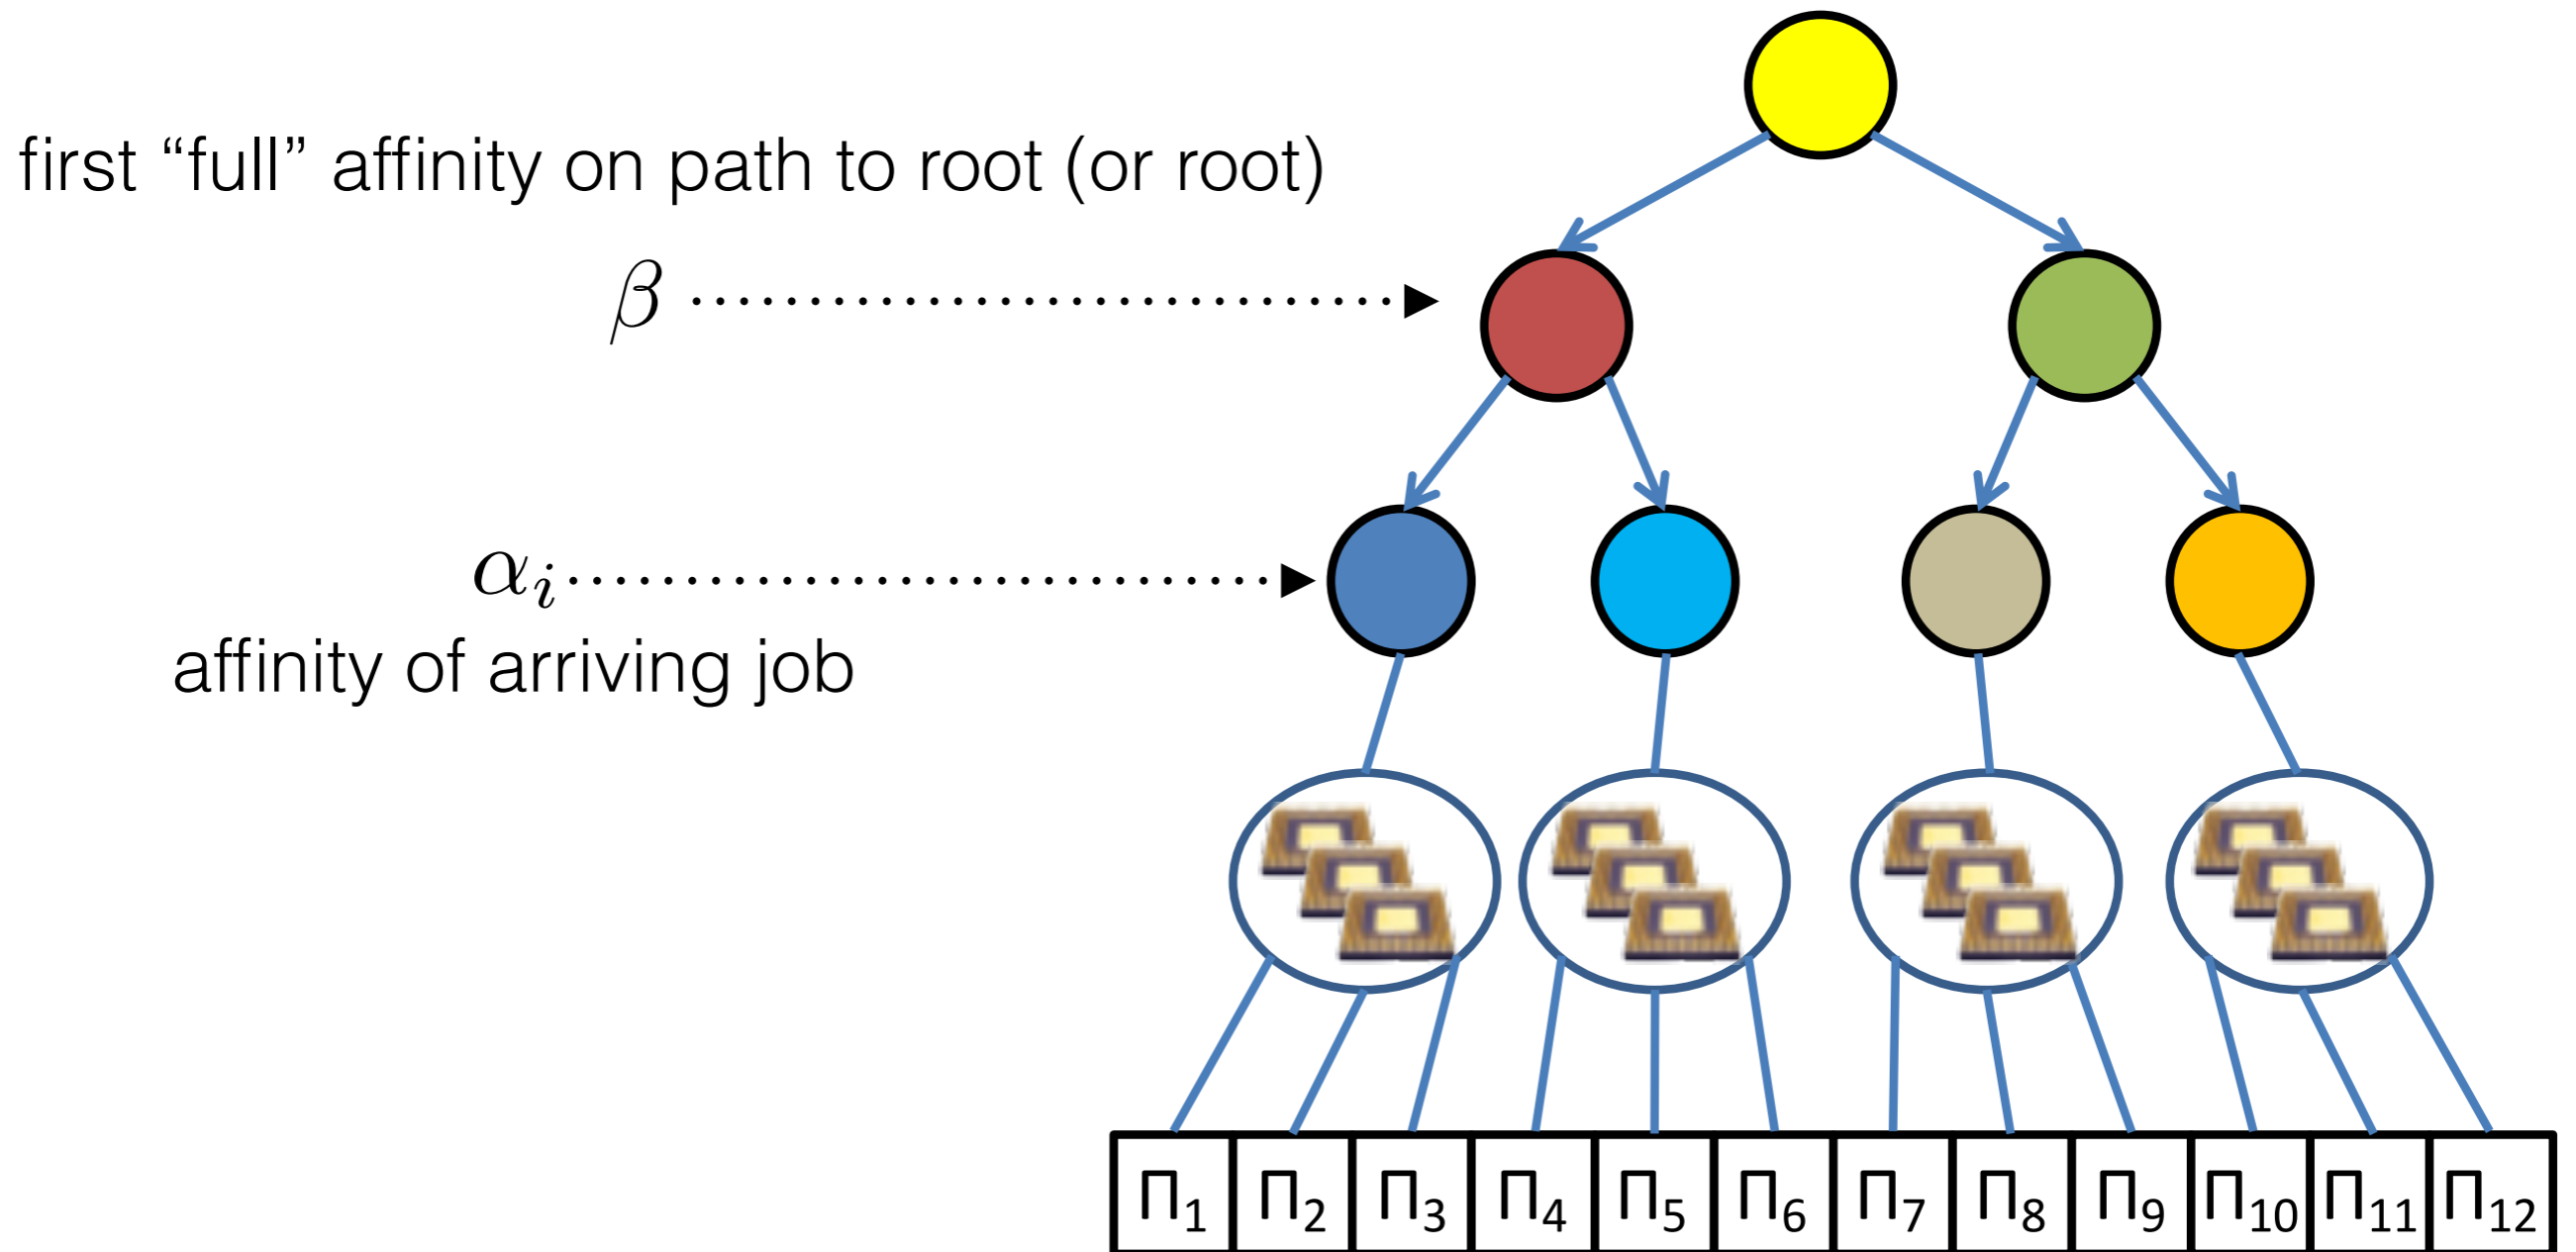 first “full” affinity on path to root (or root)
β
αᵢ
affinity of arriving job
Π₁ Π₂ Π₃ Π₄ Π₅ Π₆ Π₇ Π₈ Π₉ Π₁₀ Π₁₁ Π₁₂